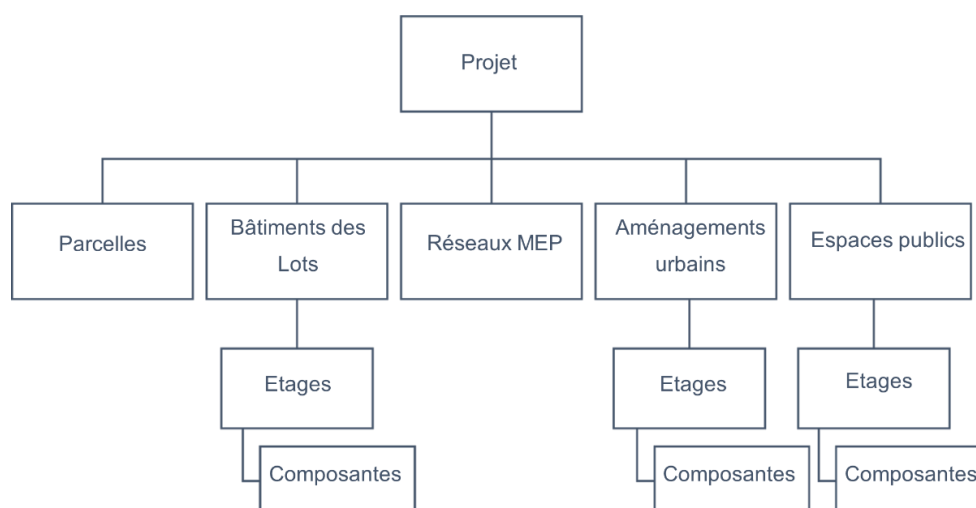 Projet
Parcelles
Bâtiments des
Lots
Réseaux MEP
Aménagements
urbains
Espaces publics
Etages
Etages
Etages
Composantes
Composantes
Composantes